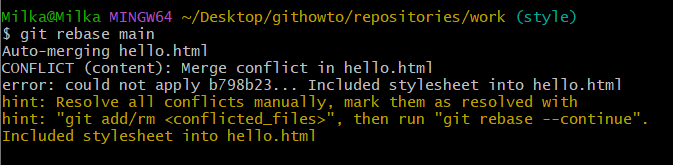 Milka@Milka MINGW64 ~/Desktop/githowto/repositories/work (style)
$ git rebase main
Auto-merging hello.html
CONFLICT (content): Merge conflict in hello.html
error: could not apply b798b23... Included stylesheet into hello.html
hint: Resolve all conflicts manually, mark them as resolved with
hint: "git add/rm <conflicted_files>", then run "git rebase --continue".
Included stylesheet into hello.html